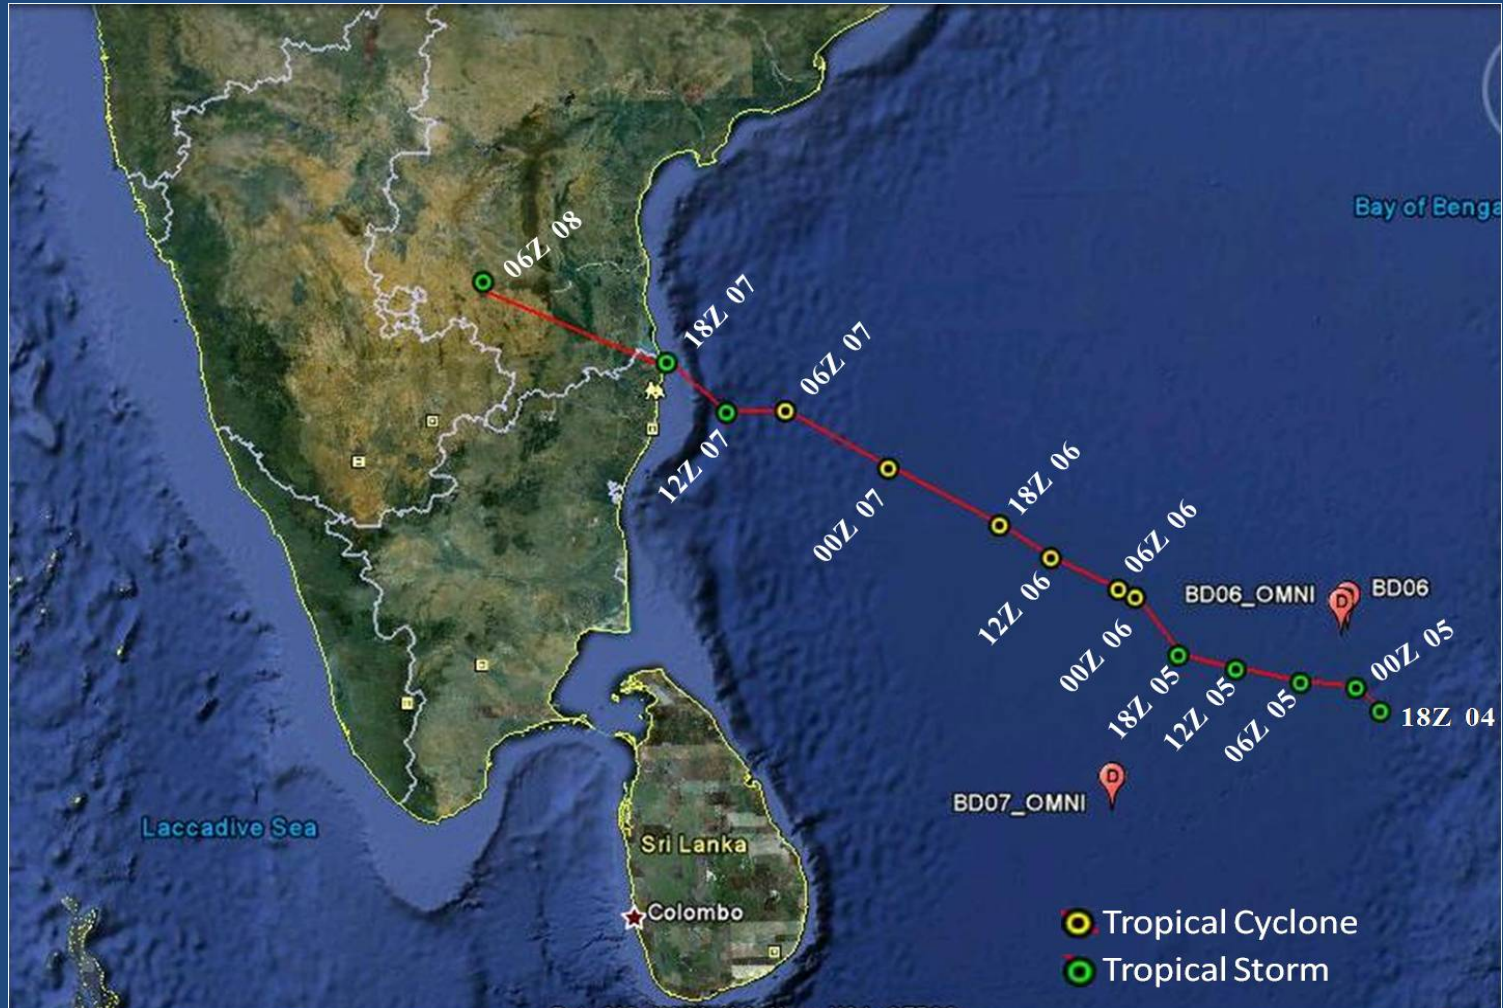 Bay of Benga
06Z 08
18Z 07
06Z 07
12Z 07
00Z 07
18Z 06
12Z 06
06Z 06
00Z 06
BD06_OMNI
BD06
00Z 05
18Z 05
12Z 05
06Z 05
18Z 04
BD07_OMNI
Laccadive Sea
Sri Lanka
Colombo
Tropical Cyclone
Tropical Storm
D
D